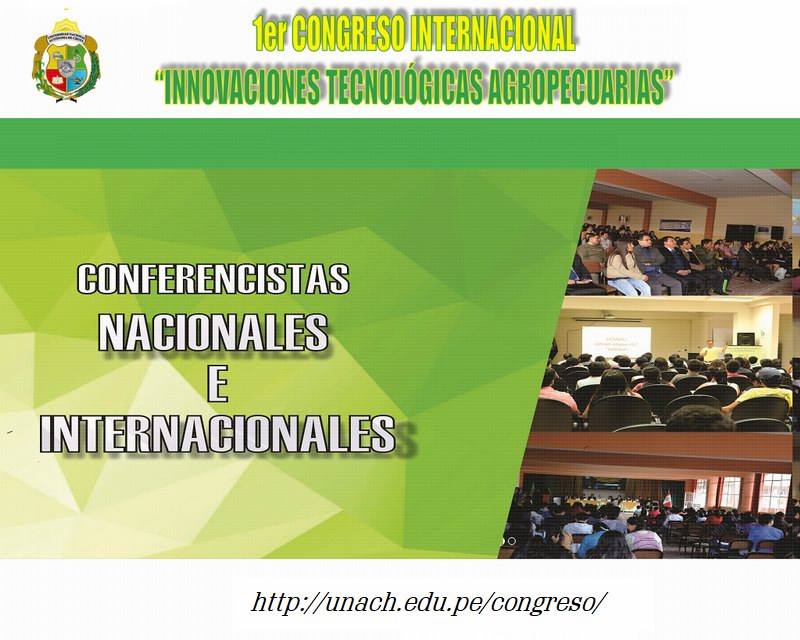 1er CONGRESO INTERNACIONAL
“INNOVACIONES TECNOLÓGICAS AGROPECUARIAS”
CONFERENCISTAS
NACIONALES
E
INTERNACIONALES
http://unach.edu.pe/congreso/